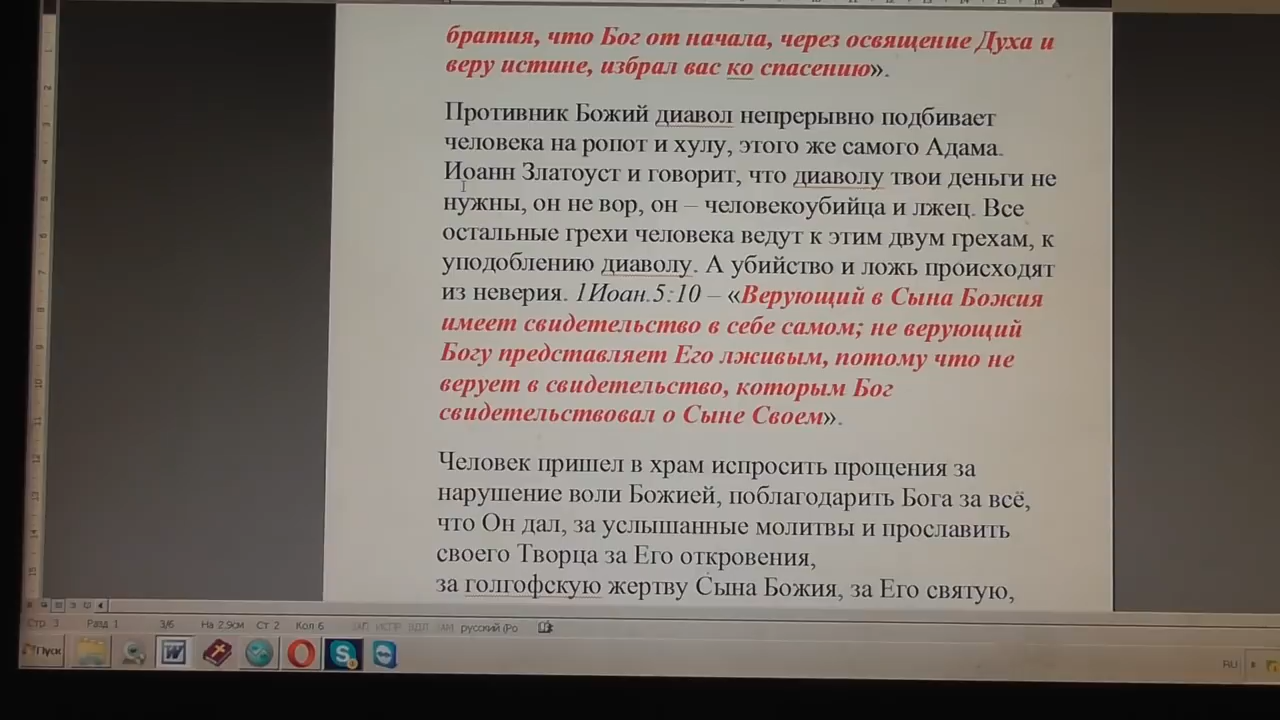 братия, что Бог от начала, через освящение Духа и
веру истине, избрал вас ко спасению».
Противник Божий диавол непрерывно подбивает
человека на ропот и хулу, этого же самого Адама.
Иоанн Златоуст и говорит, что диаволу твои деньги не
нужны, он не вор, он – человекоубийца и лжец. Все
остальные грехи человека ведут к этим двум грехам, к
уподоблению диаволу. А убийство и ложь происходят
из неверия. 1Иоан.5:10 – «Верующий в Сына Божия
имеет свидетельство в себе самом; не верующий
Богу представляет Его лживым, потому что не
верует в свидетельство, которым Бог
свидетельствовал о Сыне Своем».
Человек пришел в храм испросить прощения за
нарушение воли Божией, поблагодарить Бога за всё,
что Он дал, за услышанные молитвы и прославить
своего Творца за Его откровения,
за голгофскую жертву Сына Божия, за Его святую,
Стр. 3 Разд 1 3/6 На 2.9см Ст 2 Кол 6 ЗАП ИСПР ВДЛ ЗАМ русский (Ро
Пуск
RU